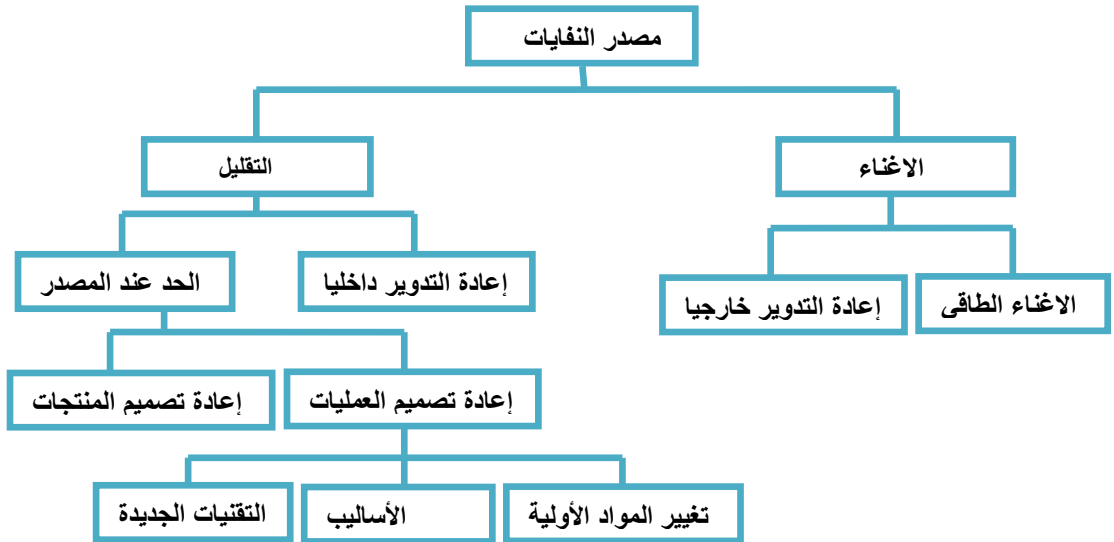 مصدر النفايات
الاغناء
التقليل
الاغناء الطاقي
إعادة التدوير خارجيا
إعادة التدوير داخليا
الحد عند المصدر
إعادة تصميم العمليات
إعادة تصميم المنتجات
تغيير المواد الأولية
الأساليب
التقنيات الجديدة